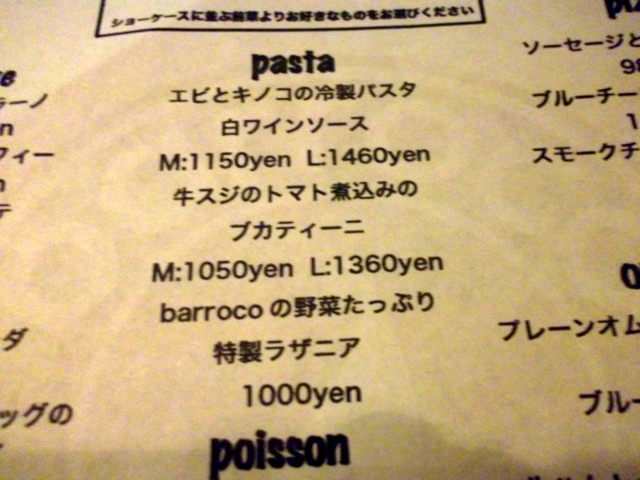 ショーケースに並ぶ前菜よりお好きなものをお選びください
pasta
エビとキノコの冷製パスタ
白ワインソース
M:1150yen L:1460yen
牛スジのトマト煮込みの
ブカティーニ
M:1050yen L:1360yen
barrocoの野菜たっぷり
特製ラザニア
1000yen
poisson
ッグの
ソーセージと
ブルーチー
スモークチ
プレーンオム
ブルー